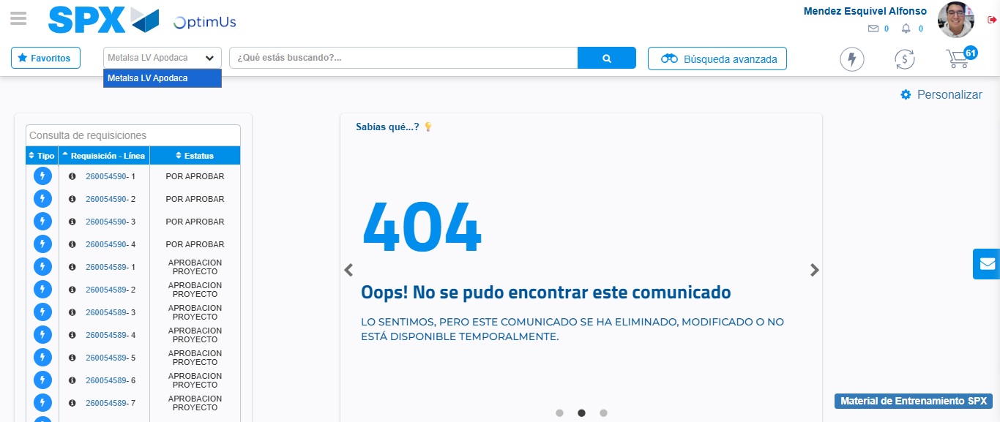 SPX
OptimUs
Mendez Esquivel Alfonso
0
0
Favoritos
Metalsa LV Apodaca
¿Qué estás buscando?...
Búsqueda avanzada
$
61
Metalsa LV Apodaca
Personalizar
Consulta de requisiciones
Tipo
Requisición - Línea
Estatus
260054590- 1
POR APROBAR
260054590- 2
POR APROBAR
260054590- 3
POR APROBAR
260054590- 4
POR APROBAR
260054589- 1
APROBACION
PROYECTO
260054589- 2
APROBACION
PROYECTO
260054589- 3
APROBACION
PROYECTO
260054589- 4
APROBACION
PROYECTO
260054589- 5
APROBACION
PROYECTO
260054589- 6
APROBACION
PROYECTO
260054589- 7
APROBACION
PROYECTO
Sabías qué...?
404
Oops! No se pudo encontrar este comunicado
LO SENTIMOS, PERO ESTE COMUNICADO SE HA ELIMINADO, MODIFICADO O NO
ESTÁ DISPONIBLE TEMPORALMENTE.
Material de Entrenamiento SPX